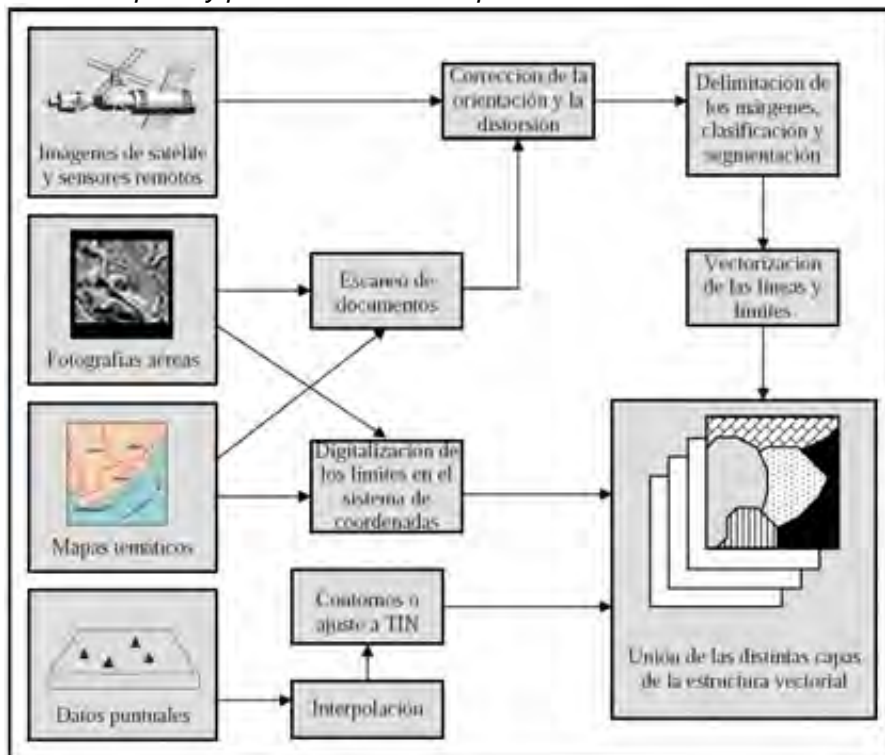 Imágenes de satélite
y sensores remotos
Corrección de la
orientación y la
distorsión
Delimitación de
los márgenes,
clasificación y
segmentación
Fotografías aéreas
Escaneo de
documentos
Vectorización
de las líneas y
límites
Mapas temáticos
Digitalización de
los límites en el
sistema de
coordenadas
Contornos o
ajuste a TIN
Datos puntuales
Interpolación
Unión de las distintas capas
de la estructura vectorial